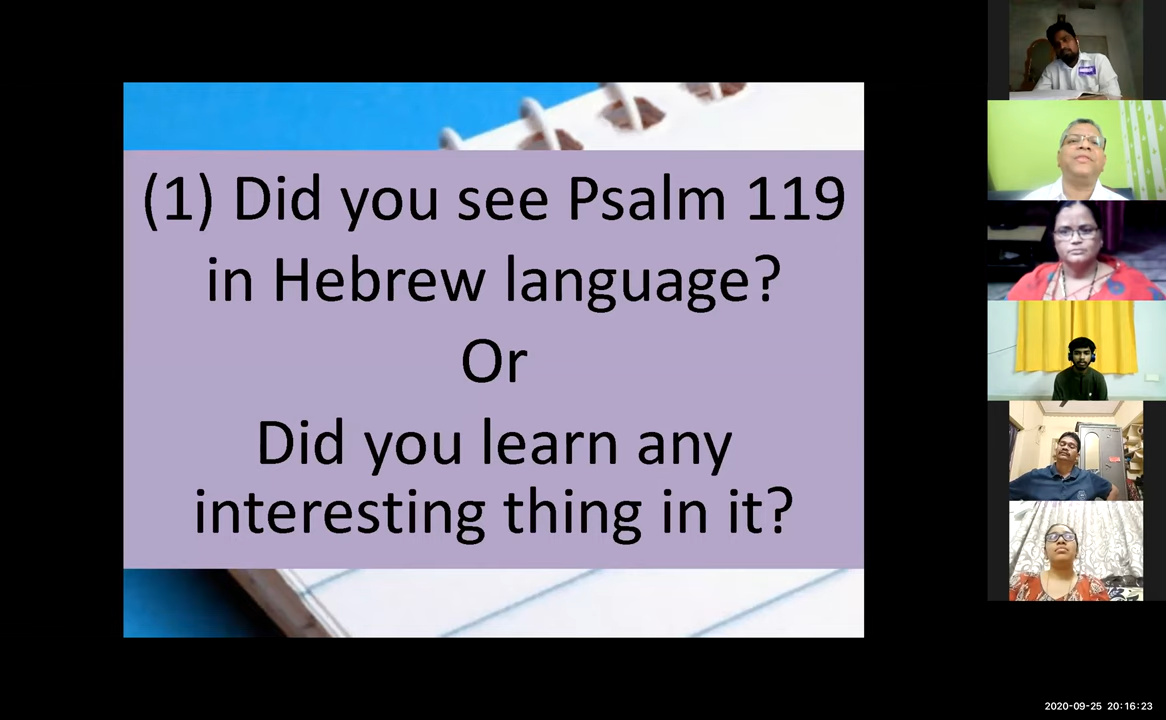 (1) Did you see Psalm 119
in Hebrew language?
Or
Did you learn any
interesting thing in it?
2020-09-25 20:16:23